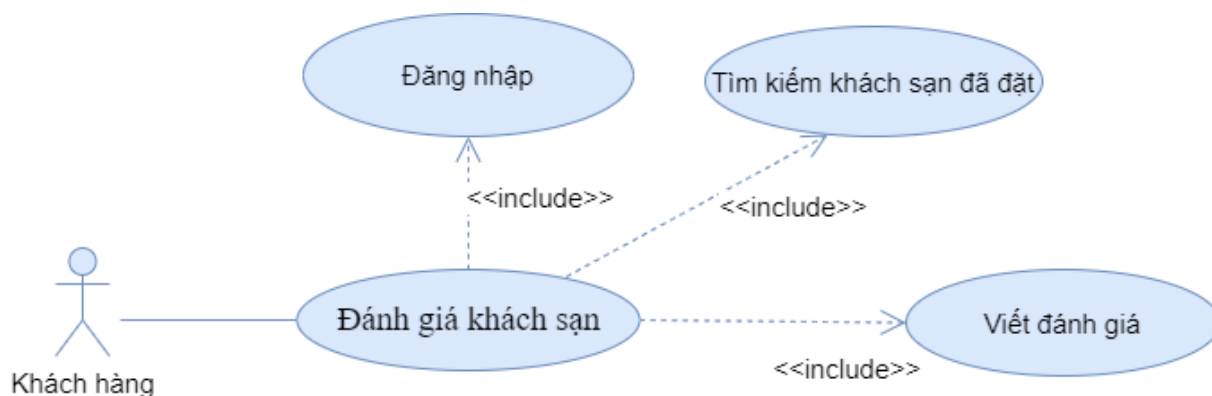 Đăng nhập
Tìm kiếm khách sạn đã đặt
<<include>>
<<include>>
Đánh giá khách sạn
Viết đánh giá
<<include>>
Khách hàng